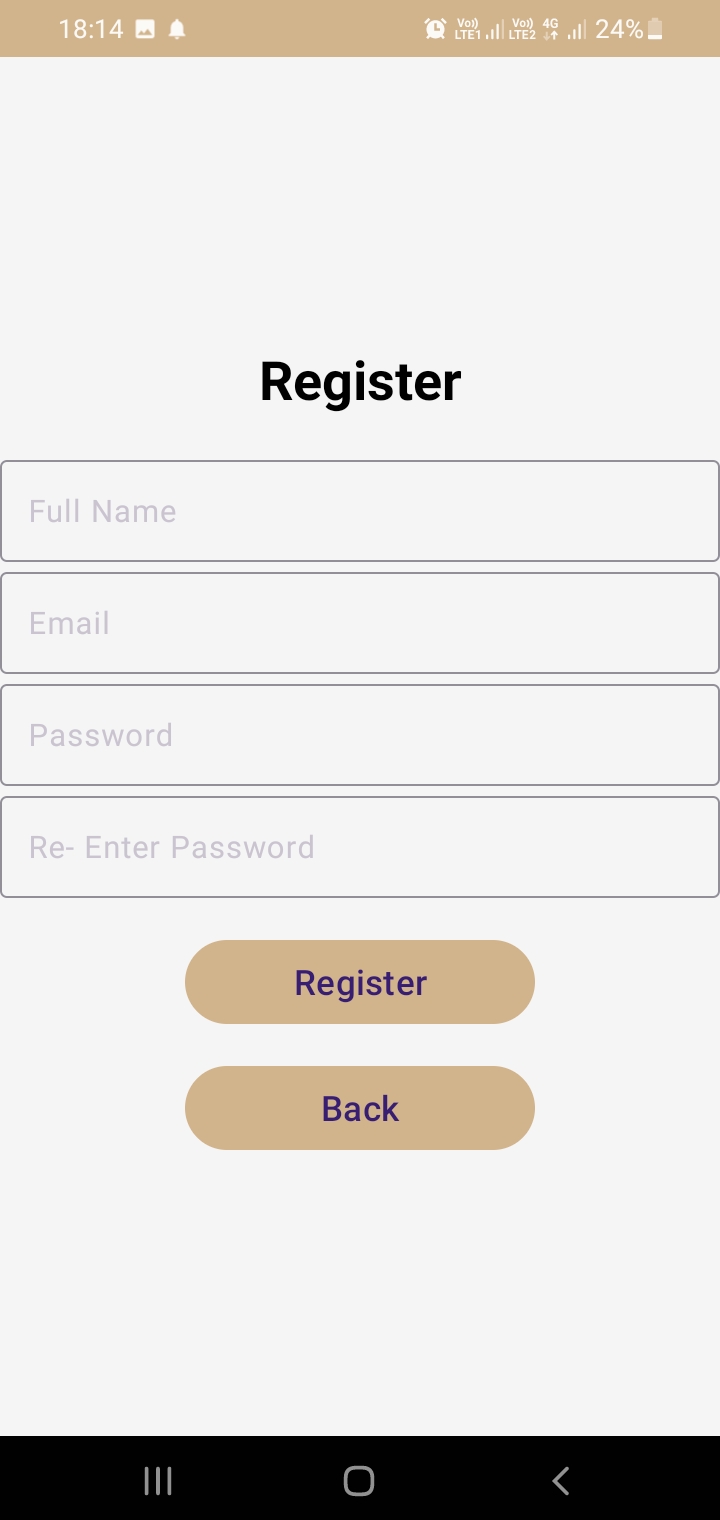 18:14 Vo)) LTE1 Vo)) LTE2 4G 24%
Register
Full Name
Email
Password
Re- Enter Password
Register
Back